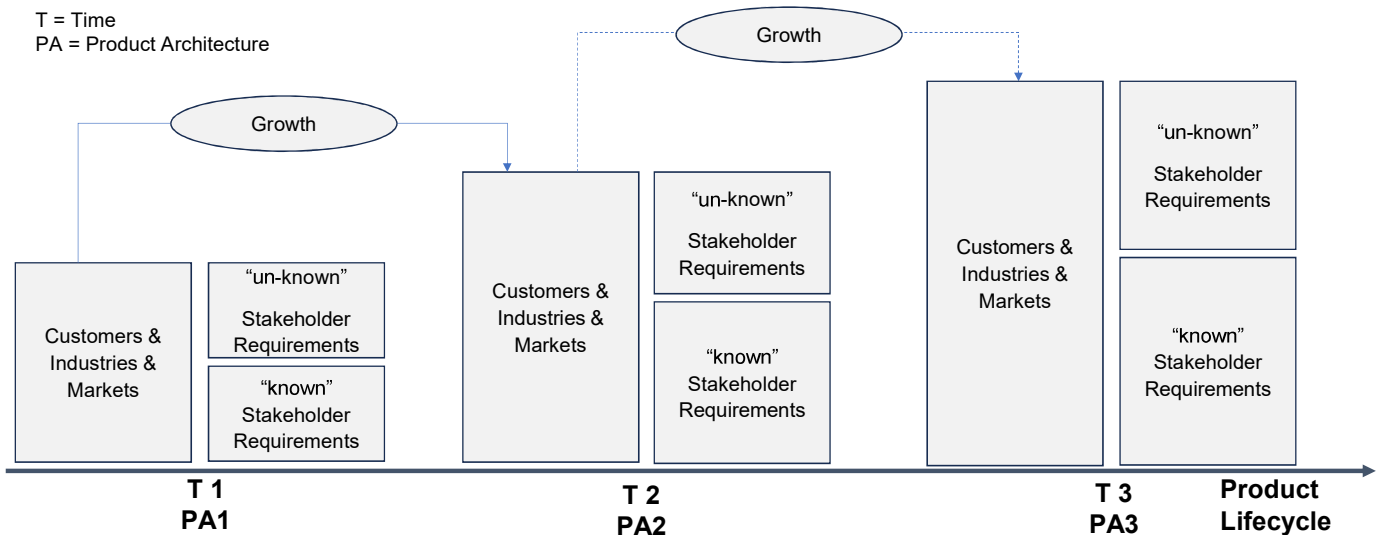 T = Time
PA = Product Architecture
Growth
Growth
Customers &
Industries &
Markets
“un-known”
Stakeholder
Requirements
“known”
Stakeholder
Requirements
Customers &
Industries &
Markets
“un-known”
Stakeholder
Requirements
“known”
Stakeholder
Requirements
Customers &
Industries &
Markets
“un-known”
Stakeholder
Requirements
“known”
Stakeholder
Requirements
T 1
PA1
T 2
PA2
T 3
PA3
Product
Lifecycle